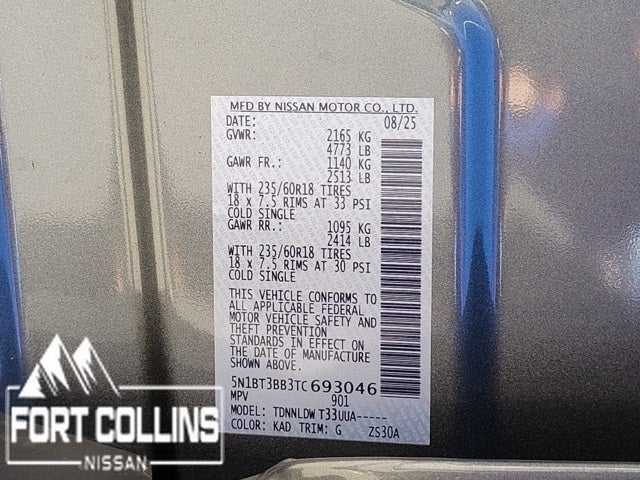 MFD BY NISSAN MOTOR CO., LTD.
DATE: 08/25
GVWR: 2165 KG
4773 LB
GAWR FR.: 1140 KG
2513 LB
WITH 235/60R18 TIRES
18 x 7.5 RIMS AT 33 PSI
COLD SINGLE
GAWR RR.: 1095 KG
2414 LB
WITH 235/60R18 TIRES
18 x 7.5 RIMS AT 30 PSI
COLD SINGLE
THIS VEHICLE CONFORMS TO
ALL APPLICABLE FEDERAL
MOTOR VEHICLE SAFETY AND
THEFT PREVENTION
STANDARDS IN EFFECT ON
THE DATE OF MANUFACTURE
SHOWN ABOVE.
5N1BT3BB3TC693046
MPV 901
MODEL: TDNNLDW T33UUA-----
COLOR: KAD TRIM: G ZS30A
FORT COLLINS
NISSAN